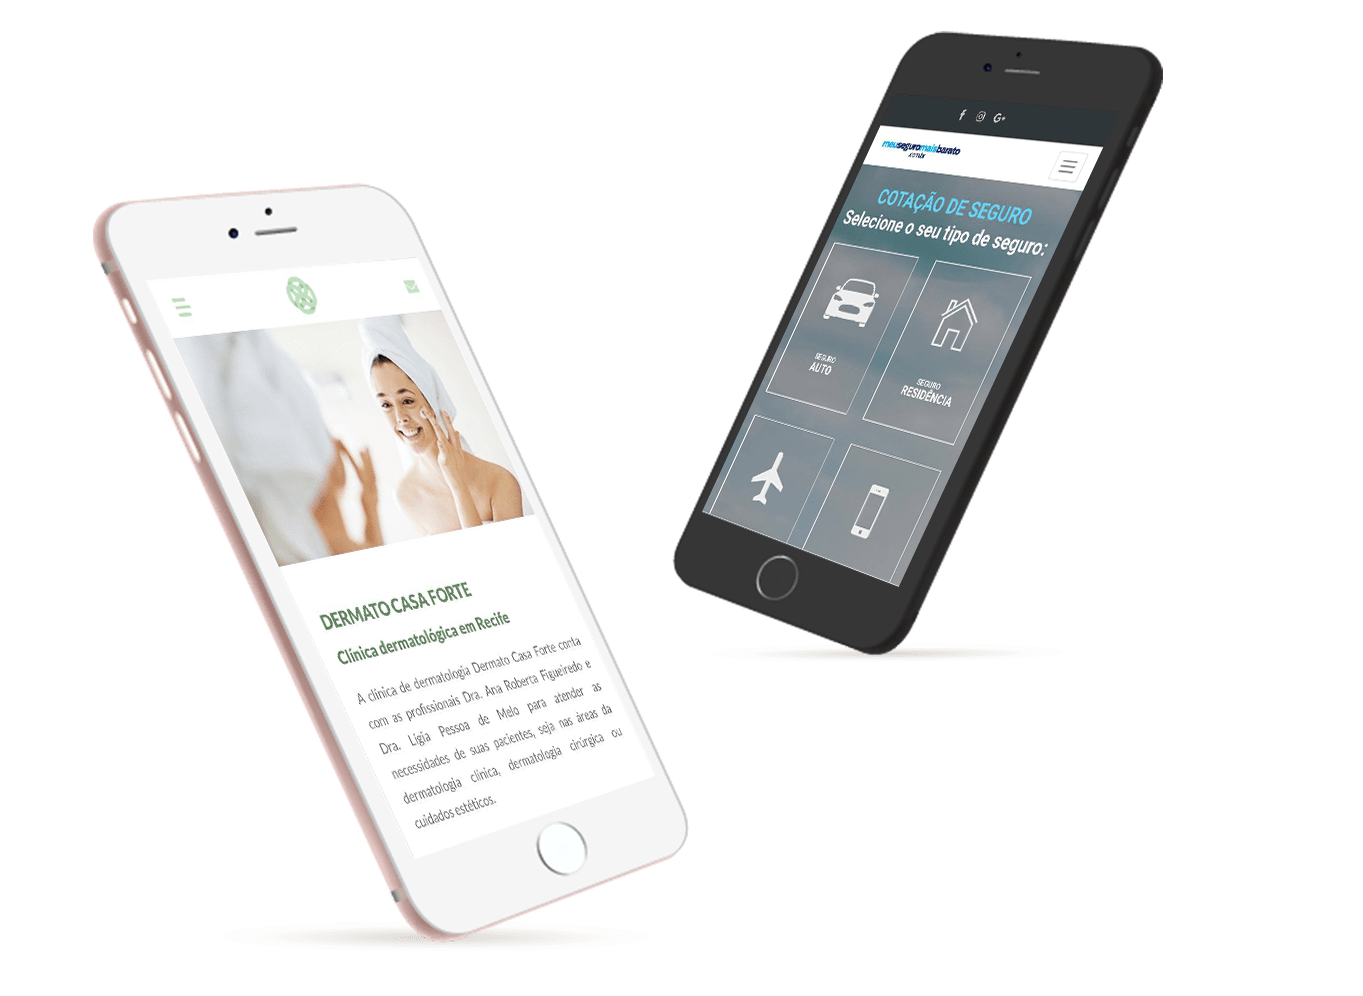 DERMATO CASA FORTE
Clínica dermatológica em Recife
A clínica de dermatologia Dermato Casa Forte conta
com as profissionais Dra. Ana Roberta Figueiredo e
Dra. Ligia Pessoa de Melo para atender as
necessidades de suas pacientes, seja nas áreas da
dermatologia clínica, dermatologia cirúrgica ou
cuidados estéticos.
meuseguromaisbarato
.com.br
COTAÇÃO DE SEGURO
Selecione o seu tipo de seguro:
SEGURO
AUTO
SEGURO
RESIDÊNCIA